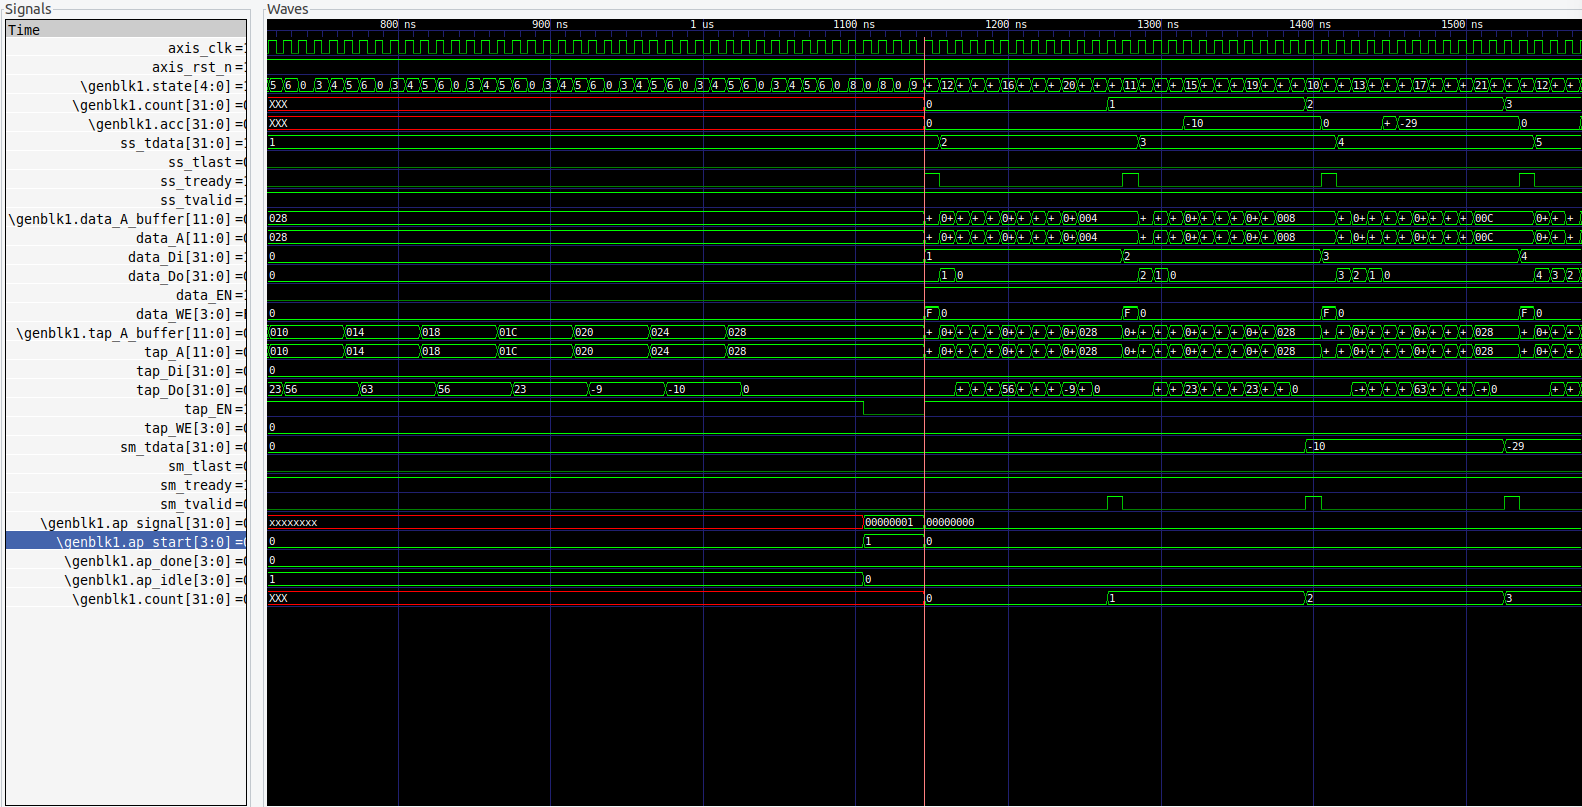 Signals
Waves
Time
800 ns 900 ns 1 us 1100 ns 1200 ns 1300 ns 1400 ns 1500 ns
axis_clk =
axis_rst_n =
\genblk1.state[4:0] = 5 6 0 3 4 5 6 0 3 4 5 6 0 3 4 5 6 0 3 4 5 6 0 3 4 5 6 0 3 4 5 6 0 3 4 5 6 0 8 0 8 0 9 + 12 + + + 16 + + + 20 + + + 11 + + + 15 + + + 19 + + + 10 + + 13 + + + 17 + + + 21 + + + 12 + +
\genblk1.count[31:0] = XXX 0 1 2 3
\genblk1.acc[31:0] = XXX 0 -10 0 + -29 0
ss_tdata[31:0] = 1 2 3 4 5
ss_tlast =
ss_tready =
ss_tvalid =
\genblk1.data_A_buffer[11:0] = 028 + 0+ + + + 0+ + + + 0+ 004 + + + 0+ + + + 0+ + 008 + 0+ + + + 0+ + + + 00C 0+ + +
data_A[11:0] = 028 + 0+ + + + 0+ + + + 0+ 004 + + + 0+ + + + 0+ + 008 + 0+ + + + 0+ + + + 00C 0+ + +
data_Di[31:0] = 0 1 2 3 4
data_Do[31:0] = 0 1 0 2 1 0 3 2 1 0 4 3 2
data_EN =
data_WE[3:0] = 0 F 0 F 0 F 0 F 0
\genblk1.tap_A_buffer[11:0] = 010 014 018 01C 020 024 028 + 0+ + + + 0+ + + + 0+ 028 0+ + + + 0+ + + + 0+ + 028 + + 0+ + + + 0+ + + + 028 + 0+ +
tap_A[11:0] = 010 014 018 01C 020 024 028 + 0+ + + + 0+ + + + 0+ 028 0+ + + + 0+ + + + 0+ + 028 + + 0+ + + + 0+ + + + 028 + 0+ +
tap_Di[31:0] = 0
tap_Do[31:0] = 23 56 63 56 23 -9 -10 0 + + + 56 + + + -9 + 0 + + 23 + + + 23 + + 0 -+ + + + 63 + + + -+ 0 + +
tap_EN =
tap_WE[3:0] = 0
sm_tdata[31:0] = 0 -10 -29
sm_tlast =
sm_tready =
sm_tvalid =
\genblk1.ap_signal[31:0] = xxxxxxxx 00000001 00000000
\genblk1.ap_start[3:0] = 0 1 0
\genblk1.ap_done[3:0] = 0
\genblk1.ap_idle[3:0] = 1 0
\genblk1.count[31:0] = XXX 0 1 2 3